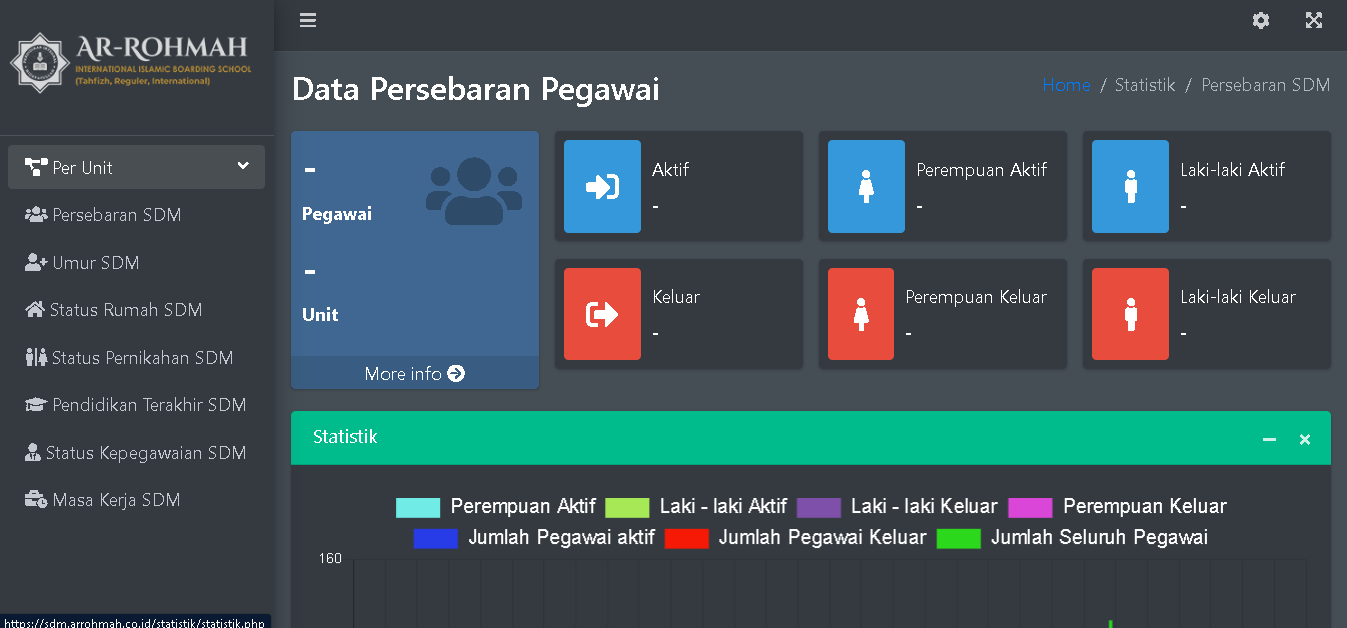 AR-ROHMAH
INTERNATIONAL ISLAMIC BOARDING SCHOOL
(Tahfizh, Reguler, International)
Per Unit
Persebaran SDM
Umur SDM
Status Rumah SDM
Status Pernikahan SDM
Pendidikan Terakhir SDM
Status Kepegawaian SDM
Masa Kerja SDM
https://sdm.arrohmah.co.id/statistik/statistik.php
Data Persebaran Pegawai
Home / Statistik / Persebaran SDM
-
Pegawai
-
Unit
More info
Aktif
-
Perempuan Aktif
-
Laki-laki Aktif
-
Keluar
-
Perempuan Keluar
-
Laki-laki Keluar
-
Statistik
Perempuan Aktif Laki - laki Aktif Laki - laki Keluar Perempuan Keluar
Jumlah Pegawai aktif Jumlah Pegawai Keluar Jumlah Seluruh Pegawai
160